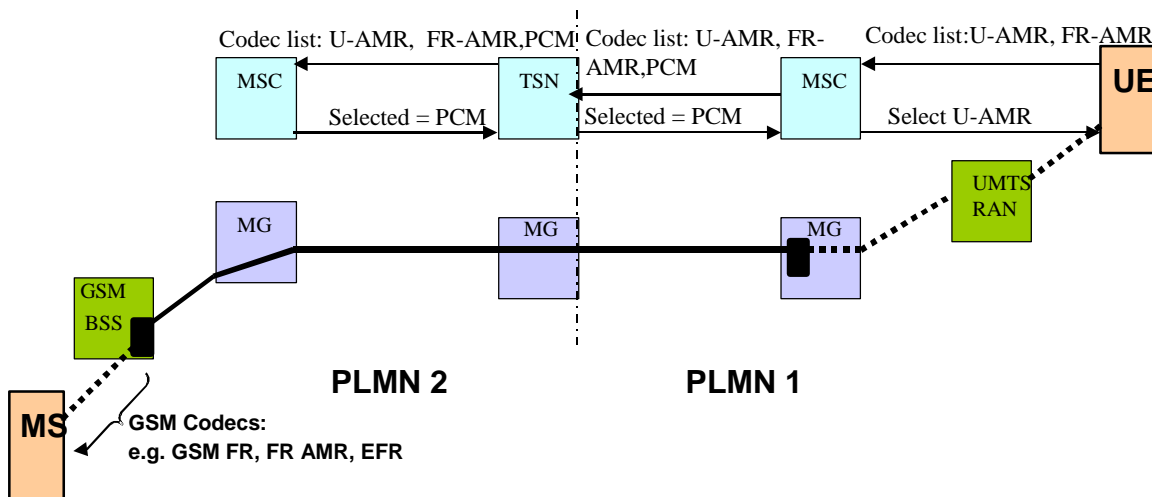 Codec list: U-AMR, FR-AMR,PCM
Codec list: U-AMR, FR-
AMR,PCM
Codec list:U-AMR, FR-AMR
MSC
TSN
MSC
UE
Selected = PCM
Selected = PCM
Select U-AMR
UMTS
RAN
MG
MG
MG
GSM
BSS
PLMN 2
PLMN 1
MS
GSM Codecs:
e.g. GSM FR, FR AMR, EFR